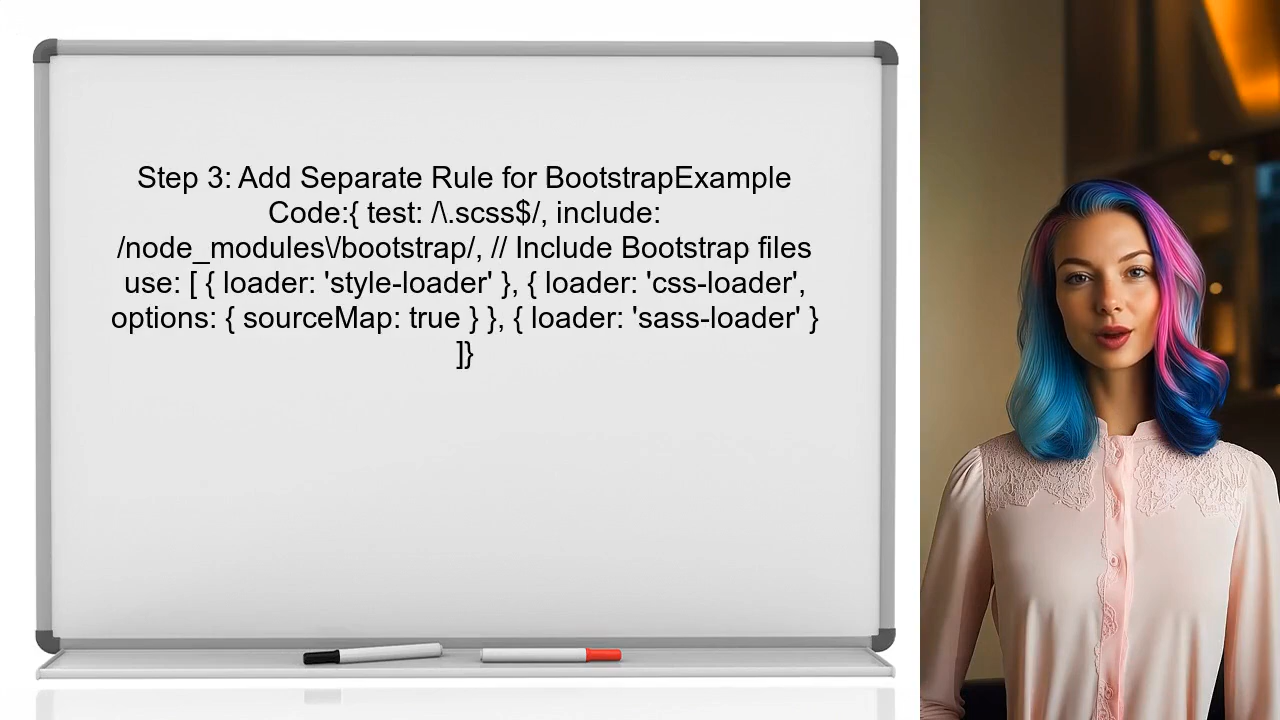 Step 3: Add Separate Rule for BootstrapExample
Code:{ test: /\.scss$/, include:
/node_modules\/bootstrap/, // Include Bootstrap files
use: [ { loader: 'style-loader' }, { loader: 'css-loader',
options: { sourceMap: true } }, { loader: 'sass-loader' }
]}